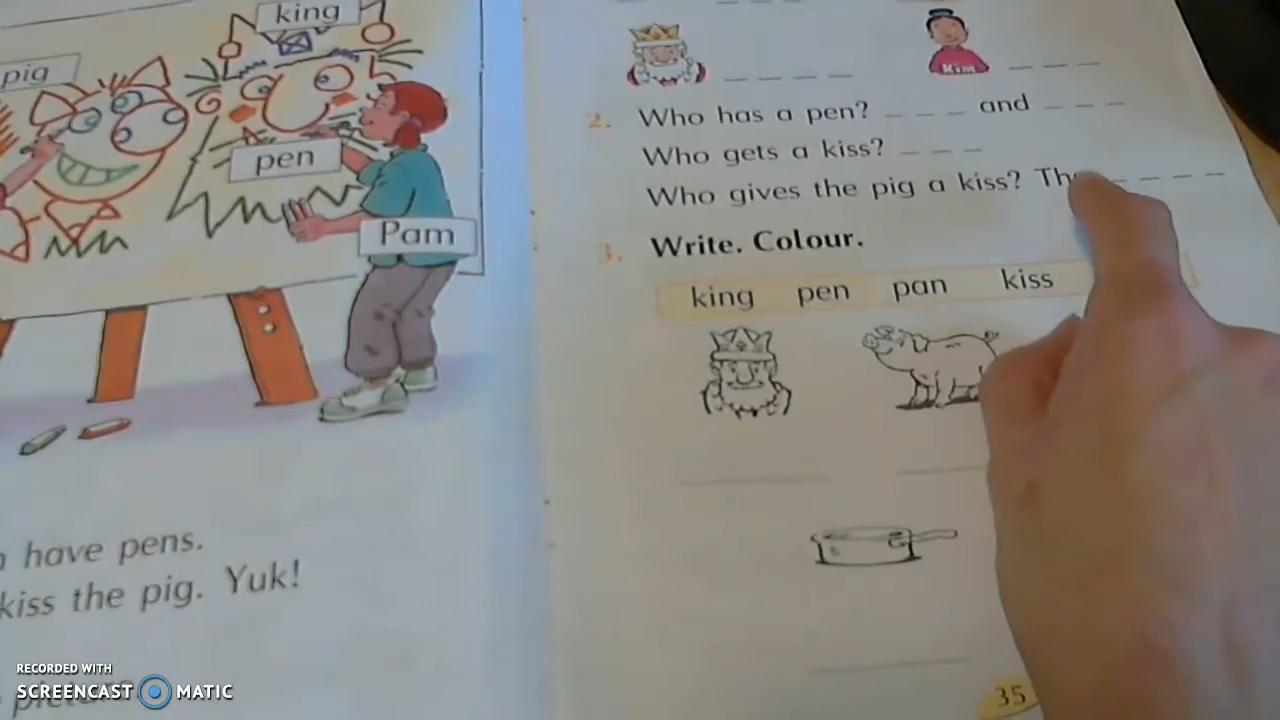 king
pig
pen
Pam
have pens.
kiss the pig. Yuk!
Kim
2. Who has a pen? _ _ _ and _ _ _
Who gets a kiss? _ _ _
Who gives the pig a kiss? The _ _ _ _
3. Write. Colour.
king pen pan kiss
35
RECORDED WITH
SCREENCAST MATIC